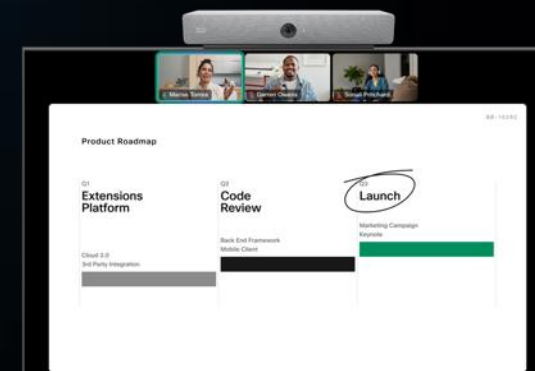 Marise Torres
Darren Owens
Sonali Pritchard
Product Roadmap
Q1
Extensions
Platform
Cloud 2.0
3rd Party Integration
Q2
Code
Review
Back End Framework
Mobile Client
Q3
Launch
Marketing Campaign
Keynote